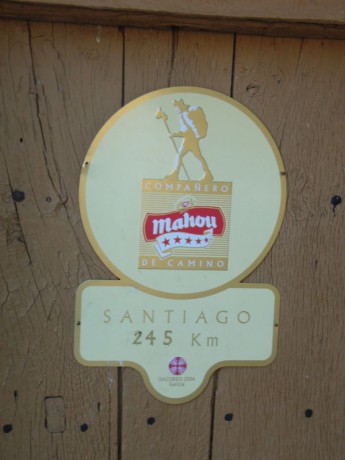 COMPAÑERO
Mahou
DE CAMINO
SANTIAGO
245 Km